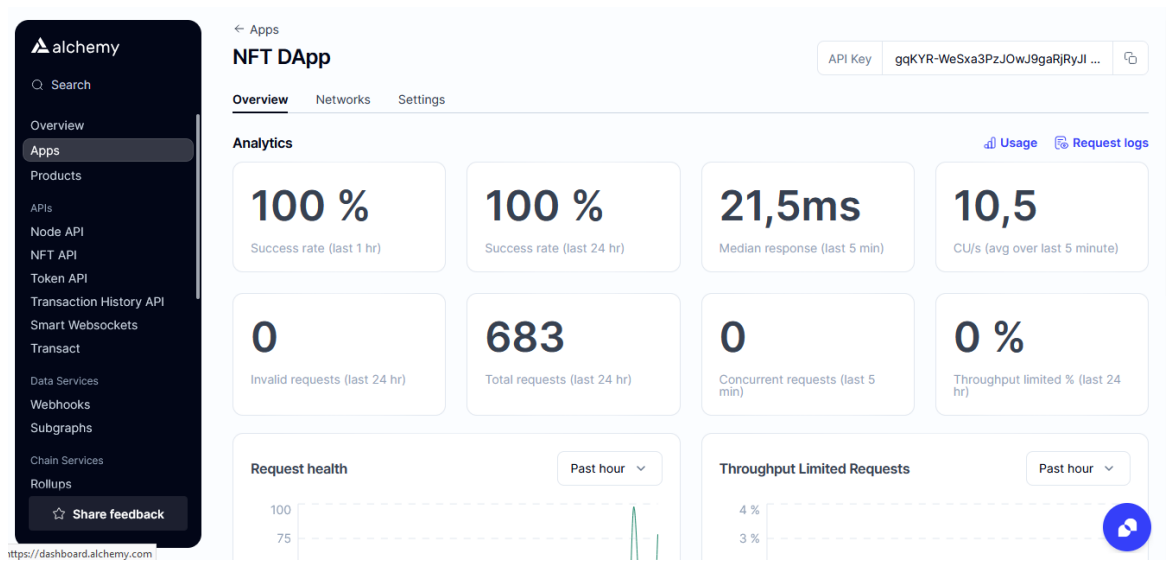 alchemy
Search
Overview
Apps
Products
APIs
Node API
NFT API
Token API
Transaction History API
Smart Websockets
Transact
Data Services
Webhooks
Subgraphs
Chain Services
Rollups
Share feedback
https://dashboard.alchemy.com
← Apps
NFT DApp
API Key gqKYR-WeSxa3PzJOwJ9gaRjRyJI ...
Overview Networks Settings
Analytics
Usage Request logs
100 %
Success rate (last 1 hr)
100 %
Success rate (last 24 hr)
21,5ms
Median response (last 5 min)
10,5
CU/s (avg over last 5 minute)
0
Invalid requests (last 24 hr)
683
Total requests (last 24 hr)
0
Concurrent requests (last 5
min)
0 %
Throughput limited % (last 24
hr)
Request health Past hour
100
75
Throughput Limited Requests Past hour
4 %
3 %